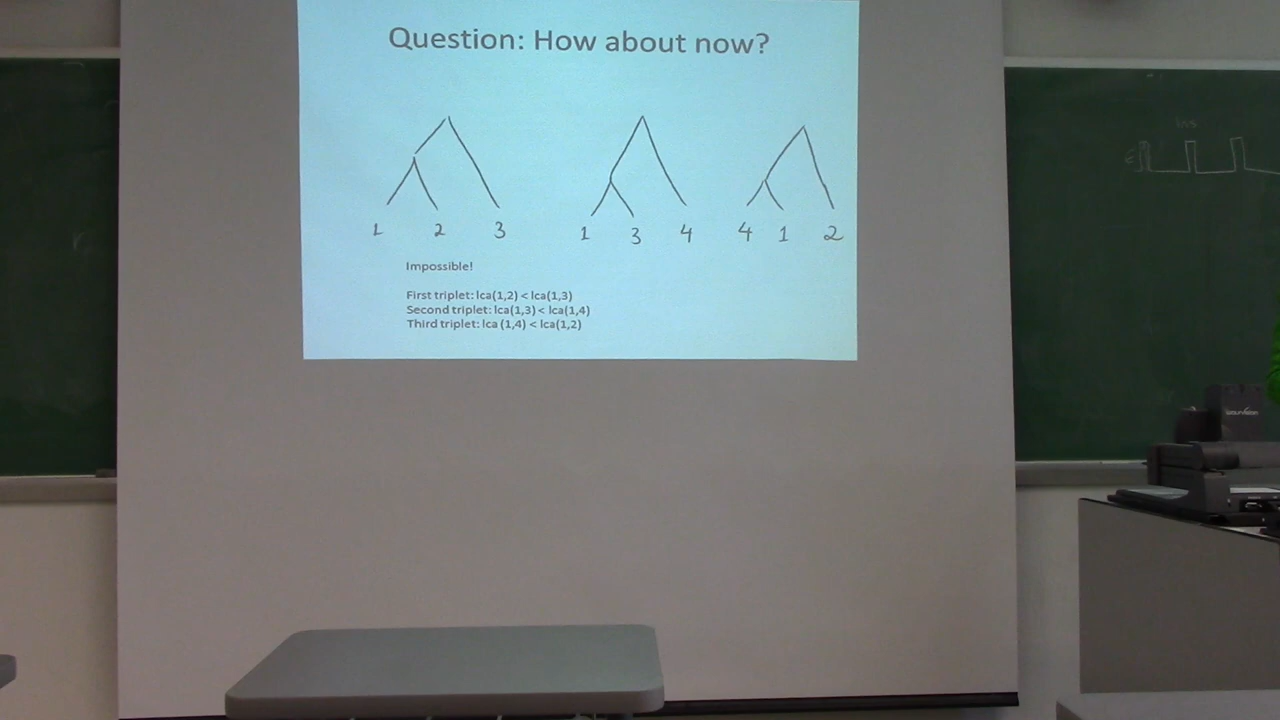 Question: How about now?
1 2 3 1 3 4 4 1 2
Impossible!
First triplet: lca(1,2) < lca(1,3)
Second triplet: lca(1,3) < lca(1,4)
Third triplet: lca (1,4) < lca(1,2)